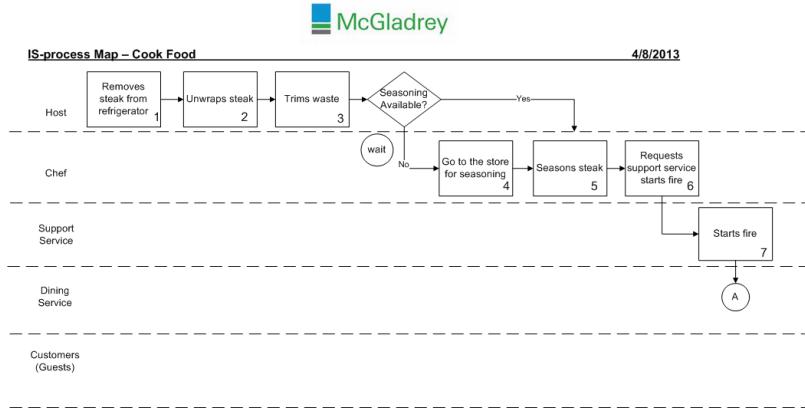 McGladrey
IS-process Map – Cook Food 4/8/2013
Host
Removes
steak from
refrigerator
1
Unwraps steak
2
Trims waste
3
Seasoning
Available?
Yes
wait
No
Chef
Go to the store
for seasoning
4
Seasons steak
5
Requests
support service
starts fire
6
Support
Service
Starts fire
7
Dining
Service
A
Customers
(Guests)